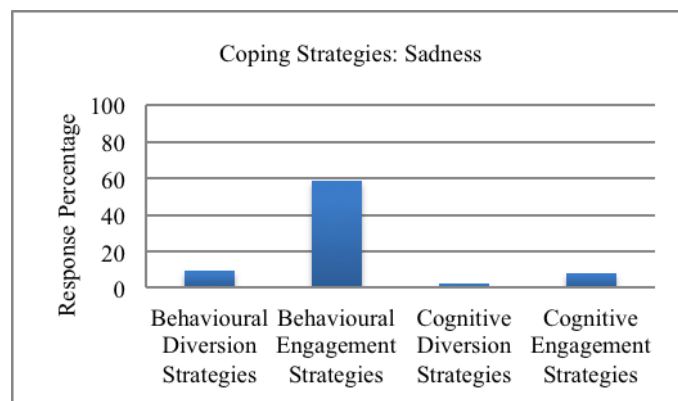 Coping Strategies: Sadness
Response Percentage
100
80
60
40
20
0
Behavioural Diversion Strategies
Behavioural Engagement Strategies
Cognitive Diversion Strategies
Cognitive Engagement Strategies